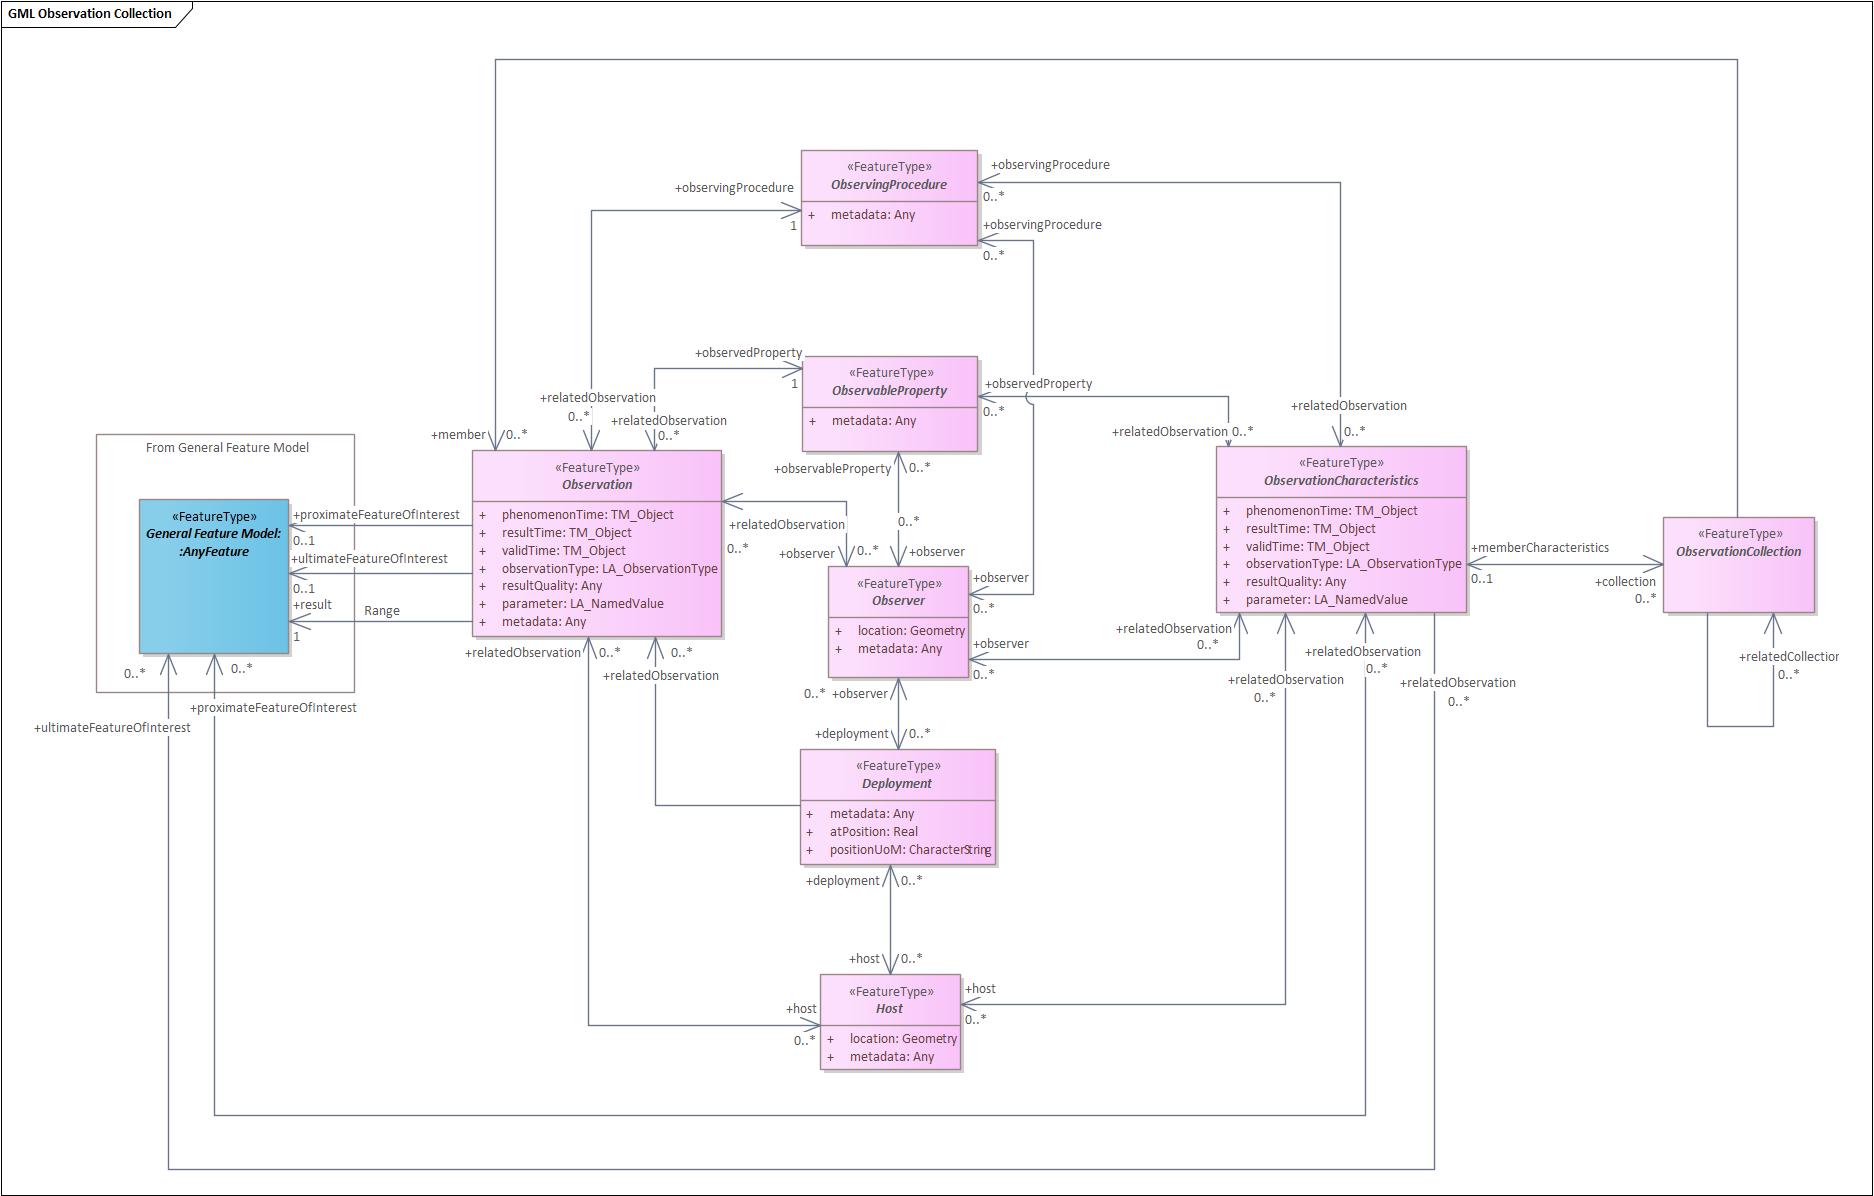 GML Observation Collection
«FeatureType»
ObservingProcedure
+ metadata: Any
+observingProcedure
0..*
+observingProcedure
1
+observingProcedure
0..*
+observedProperty
1
«FeatureType»
ObservableProperty
+ metadata: Any
+observedProperty
0..*
+relatedObservation
0..*
+relatedObservation
0..*
+member
0..*
+relatedObservation
0..*
+relatedObservation 0..*
From General Feature Model
«FeatureType»
General Feature Model:
:AnyFeature
+proximateFeatureOfInterest
0..1
+ultimateFeatureOfInterest
0..1
+result
Range
1
«FeatureType»
Observation
+ phenomenonTime: TM_Object
+ resultTime: TM_Object
+ validTime: TM_Object
+ observationType: LA_ObservationType
+ resultQuality: Any
+ parameter: LA_NamedValue
+ metadata: Any
+observableProperty
0..*
0..*
+observer
+relatedObservation
0..*
+observer
0..*
«FeatureType»
Observer
+ location: Geometry
+ metadata: Any
+observer
0..*
+observer
0..*
«FeatureType»
ObservationCharacteristics
+ phenomenonTime: TM_Object
+ resultTime: TM_Object
+ validTime: TM_Object
+ observationType: LA_ObservationType
+ resultQuality: Any
+ parameter: LA_NamedValue
+memberCharacteristics
0..1
+collection
0..*
«FeatureType»
ObservationCollection
+relatedCollection
0..*
+relatedObservation
0..*
+relatedObservation
0..*
+relatedObservation
0..*
+relatedObservation
0..*
+relatedObservation
0..*
+relatedObservation
0..*
0..*
0..*
+proximateFeatureOfInterest
+ultimateFeatureOfInterest
0..* +observer
+deployment
0..*
«FeatureType»
Deployment
+ metadata: Any
+ atPosition: Real
+ positionUoM: CharacterString
+deployment
0..*
+host
0..*
«FeatureType»
Host
+ location: Geometry
+ metadata: Any
+host
0..*
+host
0..*